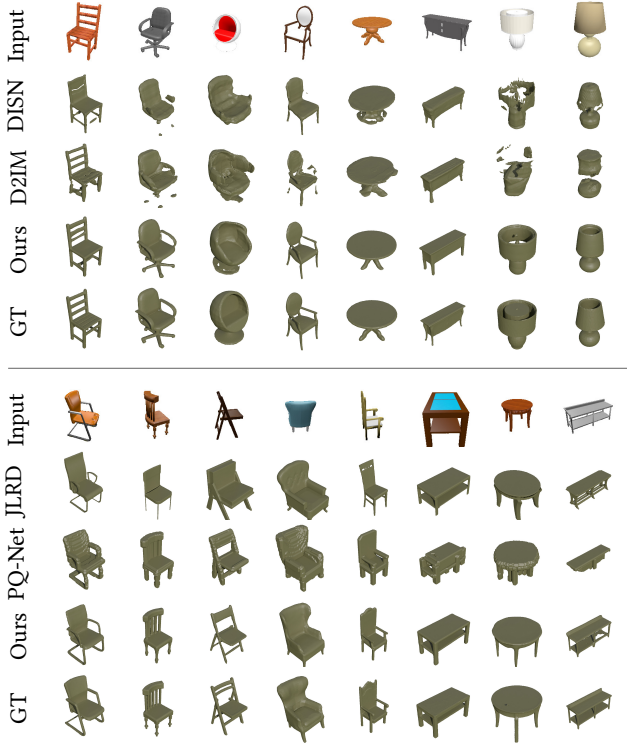 Input
DISN
D2IM
Ours
GT
Input
JLRD
PQ-Net
Ours
GT